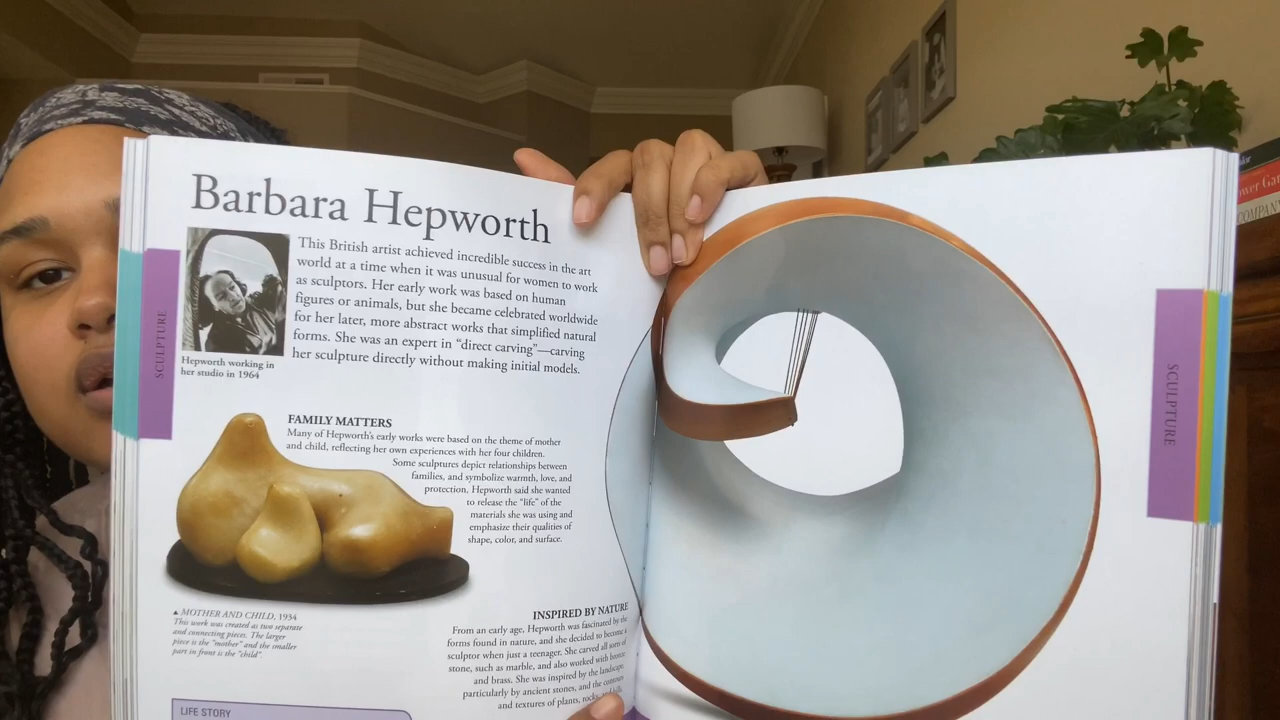 Barbara Hepworth
This British artist achieved incredible success in the art
world at a time when it was unusual for women to work
as sculptors. Her early work was based on human
figures or animals, but she became celebrated worldwide
for her later, more abstract works that simplified natural
forms. She was an expert in “direct carving”—carving
her sculpture directly without making initial models.
Hepworth working in
her studio in 1964
SCULPTURE
FAMILY MATTERS
Many of Hepworth's early works were based on the theme of mother
and child, reflecting her own experiences with her four children.
Some sculptures depict relationships between
families, and symbolize warmth, love, and
protection. Hepworth said she wanted
to release the “life” of the
materials she was using and
emphasize their qualities of
shape, color, and surface.
▲ MOTHER AND CHILD, 1934
This work was created as two separate
and connecting pieces. The larger
piece is the “mother” and the smaller
part in front is the “child”.
INSPIRED BY NATURE
From an early age, Hepworth was fascinated by the
forms found in nature, and she decided to become a
sculptor when just a teenager. She carved all sorts of
stone, such as marble, and also worked with bronze
and brass. She was inspired by the landscape,
particularly by ancient stones, and the contours
and textures of plants, rocks, and hills.
LIFE STORY
SCULPTURE
COMPANY